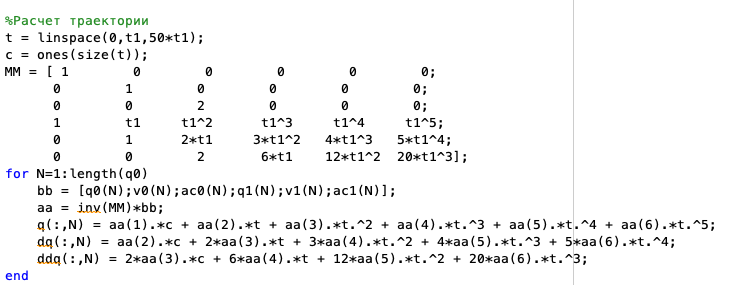 %Расчет траектории
t = linspace(0,t1,50*t1);
c = ones(size(t));
MM = [ 1 0 0 0 0 0;
0 1 0 0 0 0;
0 0 2 0 0 0;
1 t1 t1^2 t1^3 t1^4 t1^5;
0 1 2*t1 3*t1^2 4*t1^3 5*t1^4;
0 0 2 6*t1 12*t1^2 20*t1^3];
for N=1:length(q0)
bb = [q0(N);v0(N);ac0(N);q1(N);v1(N);ac1(N)];
aa = inv(MM)*bb;
q(:,N) = aa(1).*c + aa(2).*t + aa(3).*t.^2 + aa(4).*t.^3 + aa(5).*t.^4 + aa(6).*t.^5;
dq(:,N) = aa(2).*c + 2*aa(3).*t + 3*aa(4).*t.^2 + 4*aa(5).*t.^3 + 5*aa(6).*t.^4;
ddq(:,N) = 2*aa(3).*c + 6*aa(4).*t + 12*aa(5).*t.^2 + 20*aa(6).*t.^3;
end